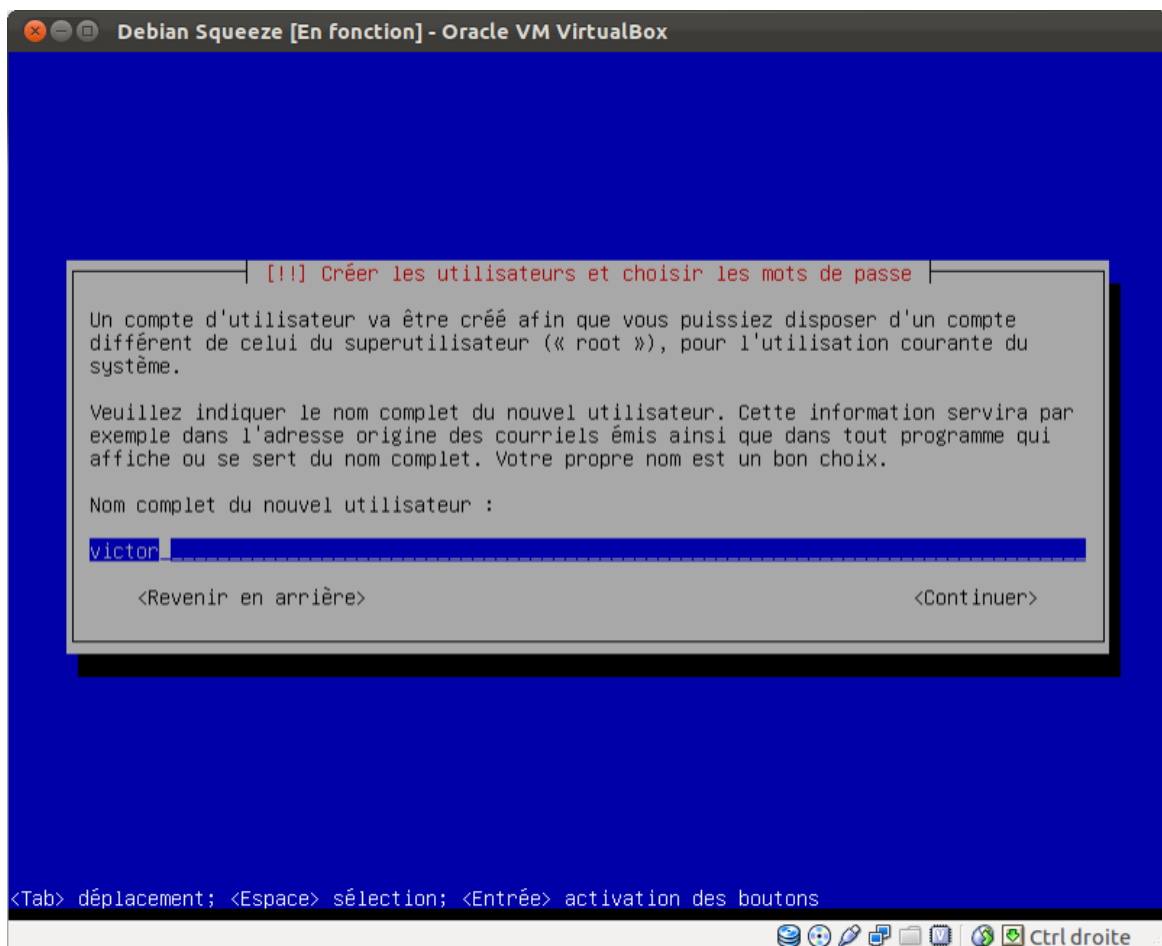 Debian Squeeze [En fonction] - Oracle VM VirtualBox
[!!] Créer les utilisateurs et choisir les mots de passe
Un compte d'utilisateur va être créé afin que vous puissiez disposer d'un compte
différent de celui du superutilisateur (« root »), pour l'utilisation courante du
système.
Veuillez indiquer le nom complet du nouvel utilisateur. Cette information servira par
exemple dans l'adresse origine des courriels émis ainsi que dans tout programme qui
affiche ou se sert du nom complet. Votre propre nom est un bon choix.
Nom complet du nouvel utilisateur :
victor
<Revenir en arrière> <Continuer>
<Tab> déplacement; <Espace> sélection; <Entrée> activation des boutons
Ctrl droite